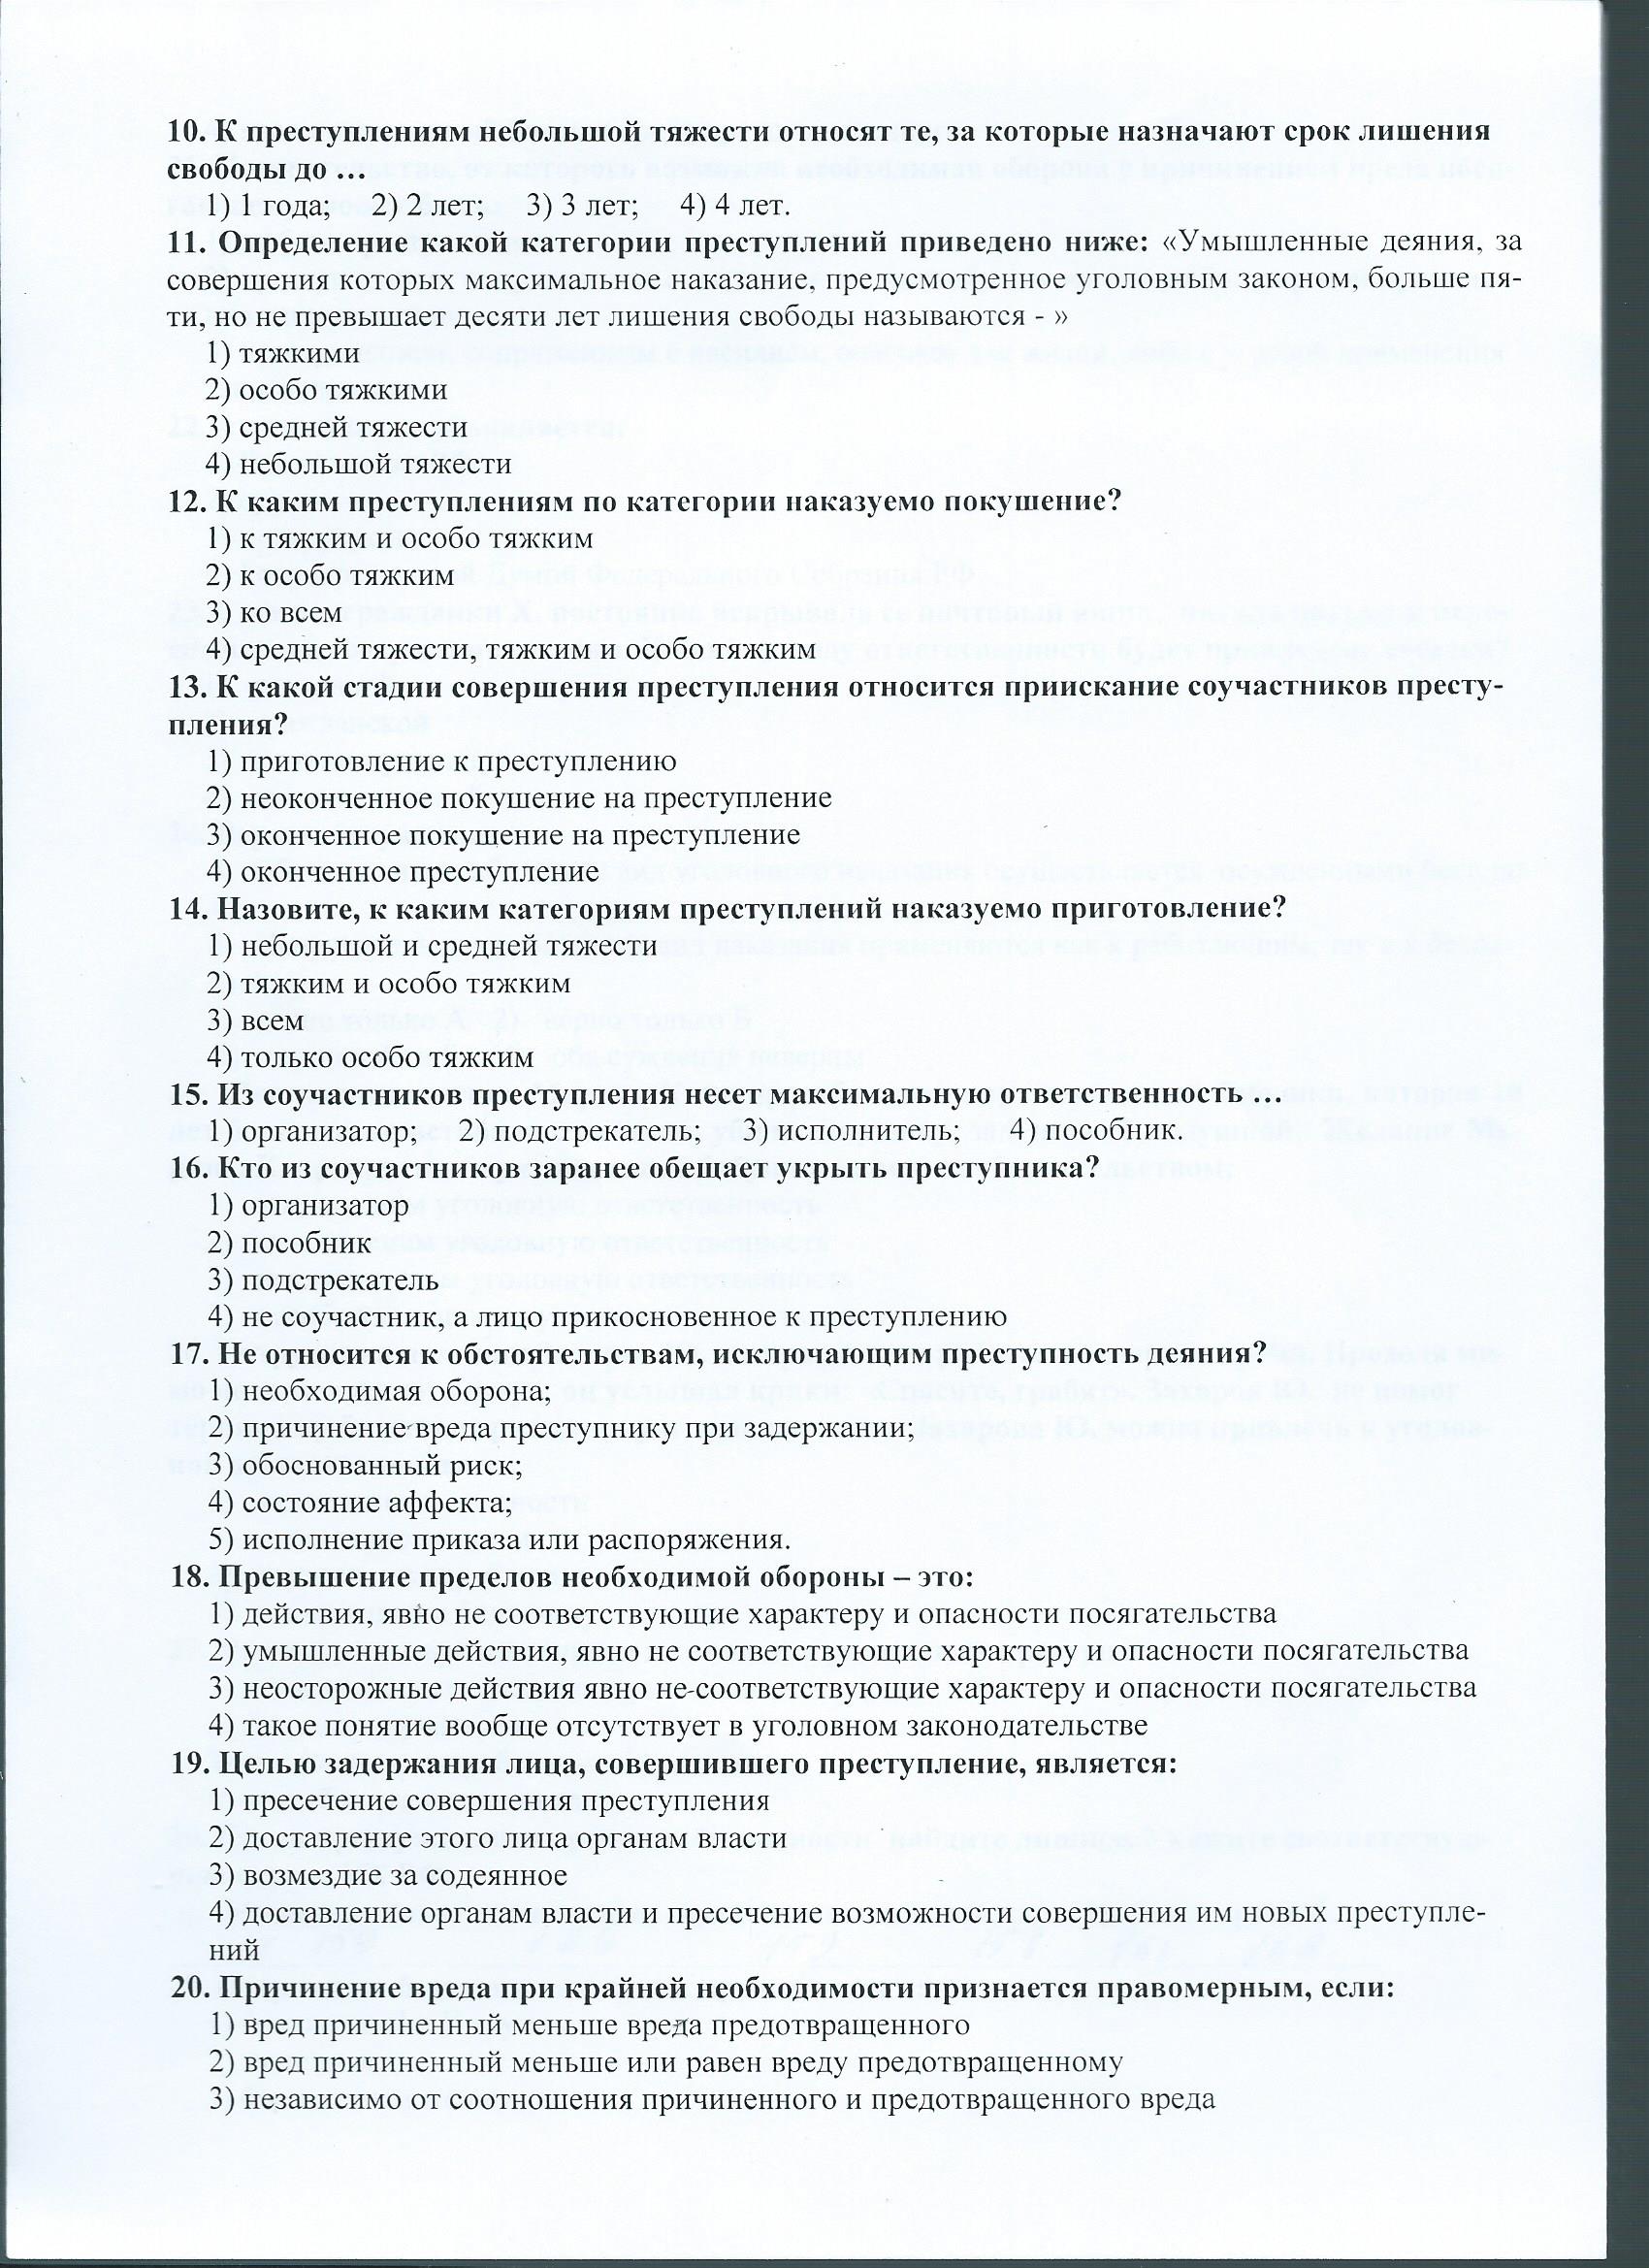 10. К преступлениям небольшой тяжести относят те, за которые назначают срок лишения
свободы до …
1) 1 года; 2) 2 лет; 3) 3 лет; 4) 4 лет.
11. Определение какой категории преступлений приведено ниже: «Умышленные деяния, за
совершения которых максимальное наказание, предусмотренное уголовным законом, больше пя-
ти, но не превышает десяти лет лишения свободы называются - »
1) тяжкими
2) особо тяжкими
3) средней тяжести
4) небольшой тяжести
12. К каким преступлениям по категории наказуемо покушение?
1) к тяжким и особо тяжким
2) к особо тяжким
3) ко всем
4) средней тяжести, тяжким и особо тяжким
13. К какой стадии совершения преступления относится приискание соучастников престу-
пления?
1) приготовление к преступлению
2) неоконченное покушение на преступление
3) оконченное покущение на преступление
4) оконченное преступление
14. Назовите, к каким категориям преступлений наказуемо приготовление?
1) небольшой и средней тяжести
2) тяжким и особо тяжким
3) всем
4) только особо тяжким
15. Из соучастников преступления несет максимальную ответственность …
1) организатор; 2) подстрекатель; 3) исполнитель; 4) пособник.
16. Кто из соучастников заранее обещает укрыть преступника?
1) организатор
2) пособник
3) подстрекатель
4) не соучастник, а лицо прикосновенное к преступлению
17. Не относится к обстоятельствам, исключающим преступность деяния?
1) необходимая оборона;
2) причинение вреда преступнику при задержании;
3) обоснованный риск;
4) состояние аффекта;
5) исполнение приказа или распоряжения.
18. Превышение пределов необходимой обороны – это:
1) действия, явно не соответствующие характеру и опасности посягательства
2) умышленные действия, явно не соответствующие характеру и опасности посягательства
3) неосторожные действия явно не соответствующие характеру и опасности посягательства
4) такое понятие вообще отсутствует в уголовном законодательстве
19. Целью задержания лица, совершившего преступление, является:
1) пресечение совершения преступления
2) доставление этого лица органам власти
3) возмездие за содеянное
4) доставление органам власти и пресечение возможности совершения им новых преступле-
ний
20. Причинение вреда при крайней необходимости признается правомерным, если:
1) вред причиненный меньше вреда предотвращенного
2) вред причиненный меньше или равен вреду предотвращенному
3) независимо от соотношения причиненного и предотвращенного вреда